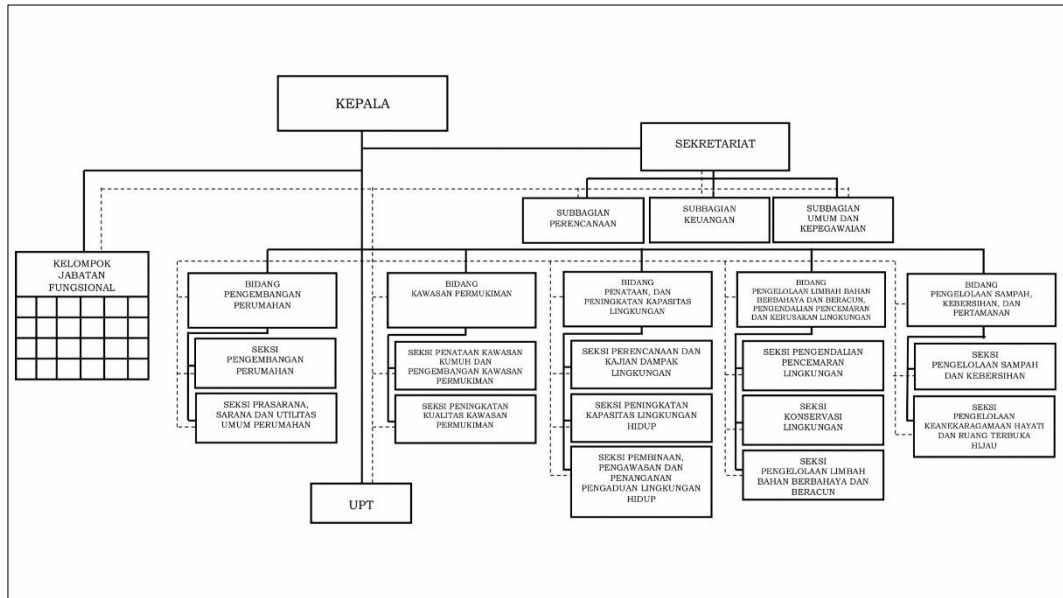 KEPALA
SEKRETARIAT
SUBBAGIAN
PERENCANAAN
SUBBAGIAN
KEUANGAN
SUBBAGIAN
UMUM DAN
KEPEGAWAIAN
KELOMPOK
JABATAN
FUNGSIONAL
BIDANG
PENGEMBANGAN
PERUMAHAN
SEKSI
PENGEMBANGAN
PERUMAHAN
SEKSI PRASARANA,
SARANA DAN UTILITAS
UMUM PERUMAHAN
BIDANG
KAWASAN PERMUKIMAN
SEKSI PENATAAN KAWASAN
KUMUH DAN
PENGEMBANGAN KAWASAN
PERMUKIMAN
SEKSI PENINGKATAN
KUALITAS KAWASAN
PERMUKIMAN
BIDANG
PENATAAN, DAN
PENINGKATAN KAPASITAS
LINGKUNGAN
SEKSI PERENCANAAN DAN
KAJIAN DAMPAK
LINGKUNGAN
SEKSI PENINGKATAN
KAPASITAS LINGKUNGAN
HIDUP
SEKSI PEMBINAAN,
PENGAWASAN DAN
PENANGANAN
PENGADUAN LINGKUNGAN
HIDUP
BIDANG
PENGELOLAAN LIMBAH BAHAN
BERBAHAYA DAN BERACUN,
PENGENDALIAN PENCEMARAN
DAN KERUSAKAN LINGKUNGAN
SEKSI PENGENDALIAN
PENCEMARAN
LINGKUNGAN
SEKSI
KONSERVASI
LINGKUNGAN
SEKSI
PENGELOLAAN LIMBAH
BAHAN BERBAHAYA DAN
BERACUN
BIDANG
PENGELOLAAN SAMPAH,
KEBERSIHAN, DAN
PERTAMANAN
SEKSI
PENGELOLAAN SAMPAH
DAN KEBERSIHAN
SEKSI
PENGELOLAAN
KEANEKARAGAMAAN HAYATI
DAN RUANG TERBUKA
HIJAU
UPT